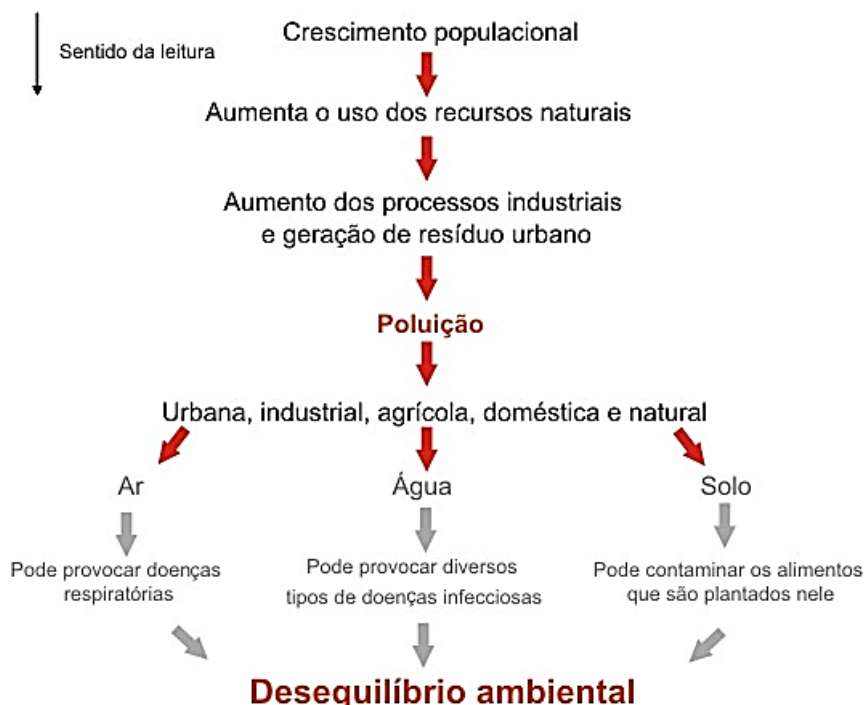 Sentido da leitura
Crescimento populacional
Aumenta o uso dos recursos naturais
Aumento dos processos industriais
e geração de resíduo urbano
Poluição
Urbana, industrial, agrícola, doméstica e natural
Ar
Água
Solo
Pode provocar doenças
respiratórias
Pode provocar diversos
tipos de doenças infecciosas
Pode contaminar os alimentos
que são plantados nele
Desequilíbrio ambiental